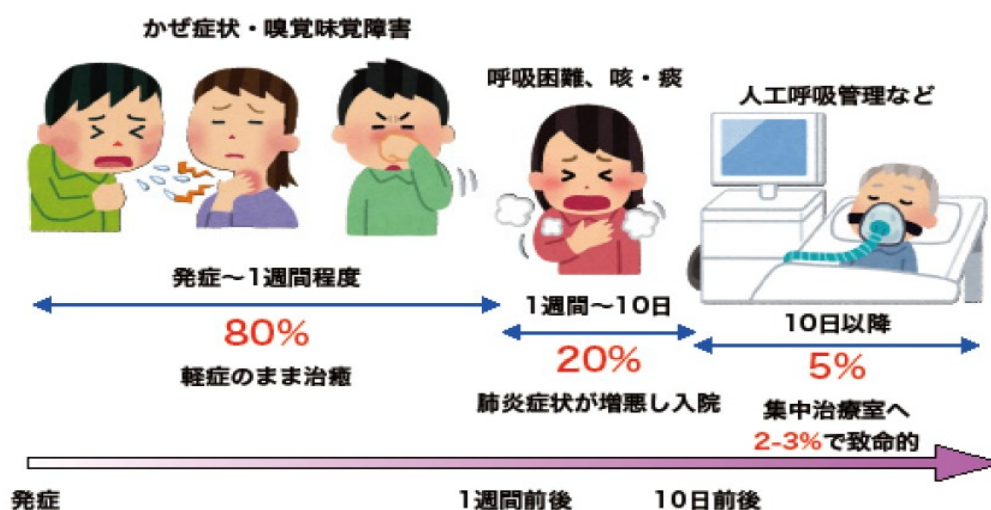 かぜ症状・嗅覚味覚障害
呼吸困難、咳・痰
人工呼吸管理など
発症〜1週間程度
80%
軽症のまま治癒
1週間〜10日
20%
肺炎症状が増悪し入院
10日以降
5%
集中治療室へ
2-3%で致命的
発症
1週間前後
10日前後